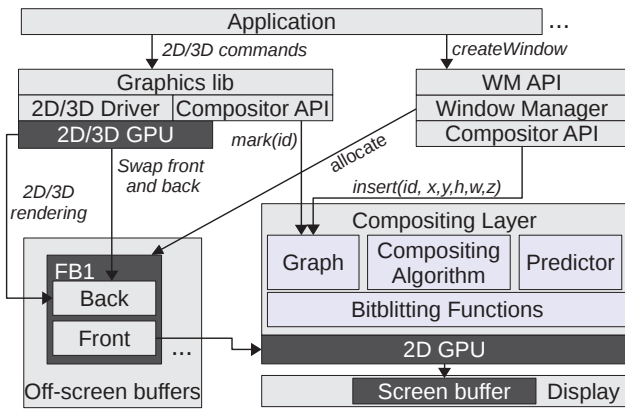 Application
...
2D/3D commands
createWindow
Graphics lib
WM API
2D/3D Driver
Compositor API
Window Manager
2D/3D GPU
Compositor API
mark(id)
allocate
Swap front
and back
2D/3D
rendering
insert(id, x,y,h,w,z)
Compositing Layer
FB1
Graph
Compositing
Algorithm
Predictor
Back
Bitblitting Functions
Front
...
2D GPU
Off-screen buffers
Screen buffer
Display